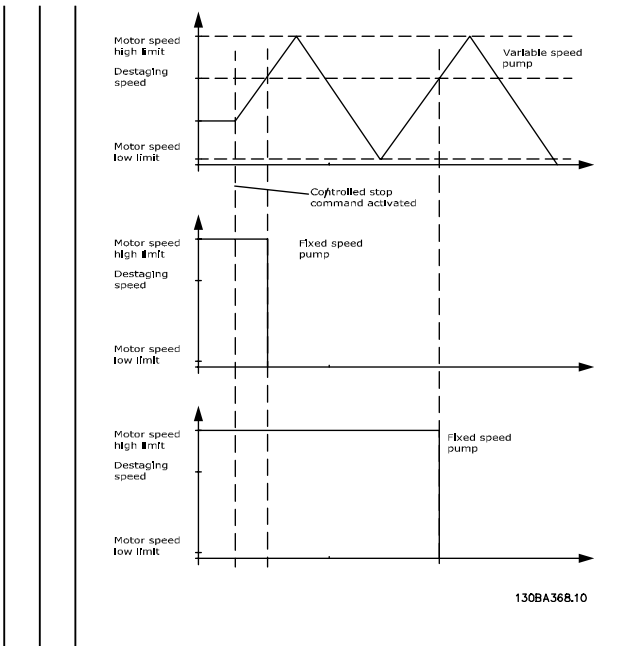 Motor speed
high limit
Variable speed
pump
Destaging
speed
Motor speed
low limit
Controlled stop
command activated
Motor speed
high limit
Fixed speed
pump
Destaging
speed
Motor speed
low limit
Motor speed
high limit
Fixed speed
pump
Destaging
speed
Motor speed
low limit
130BA368.10